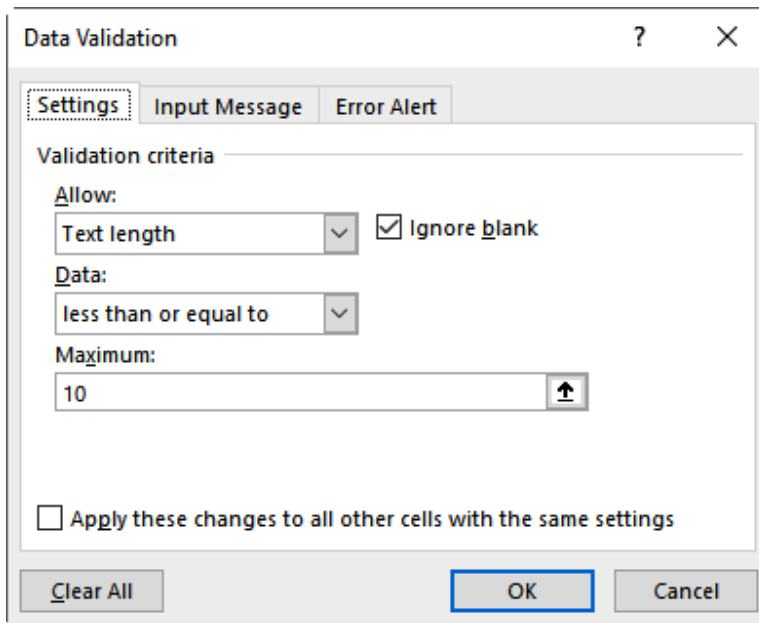 Data Validation ?
Settings Input Message Error Alert
Validation criteria
Allow:
Text length Ignore blank
Data:
less than or equal to
Maximum:
10
Apply these changes to all other cells with the same settings
Clear All OK Cancel